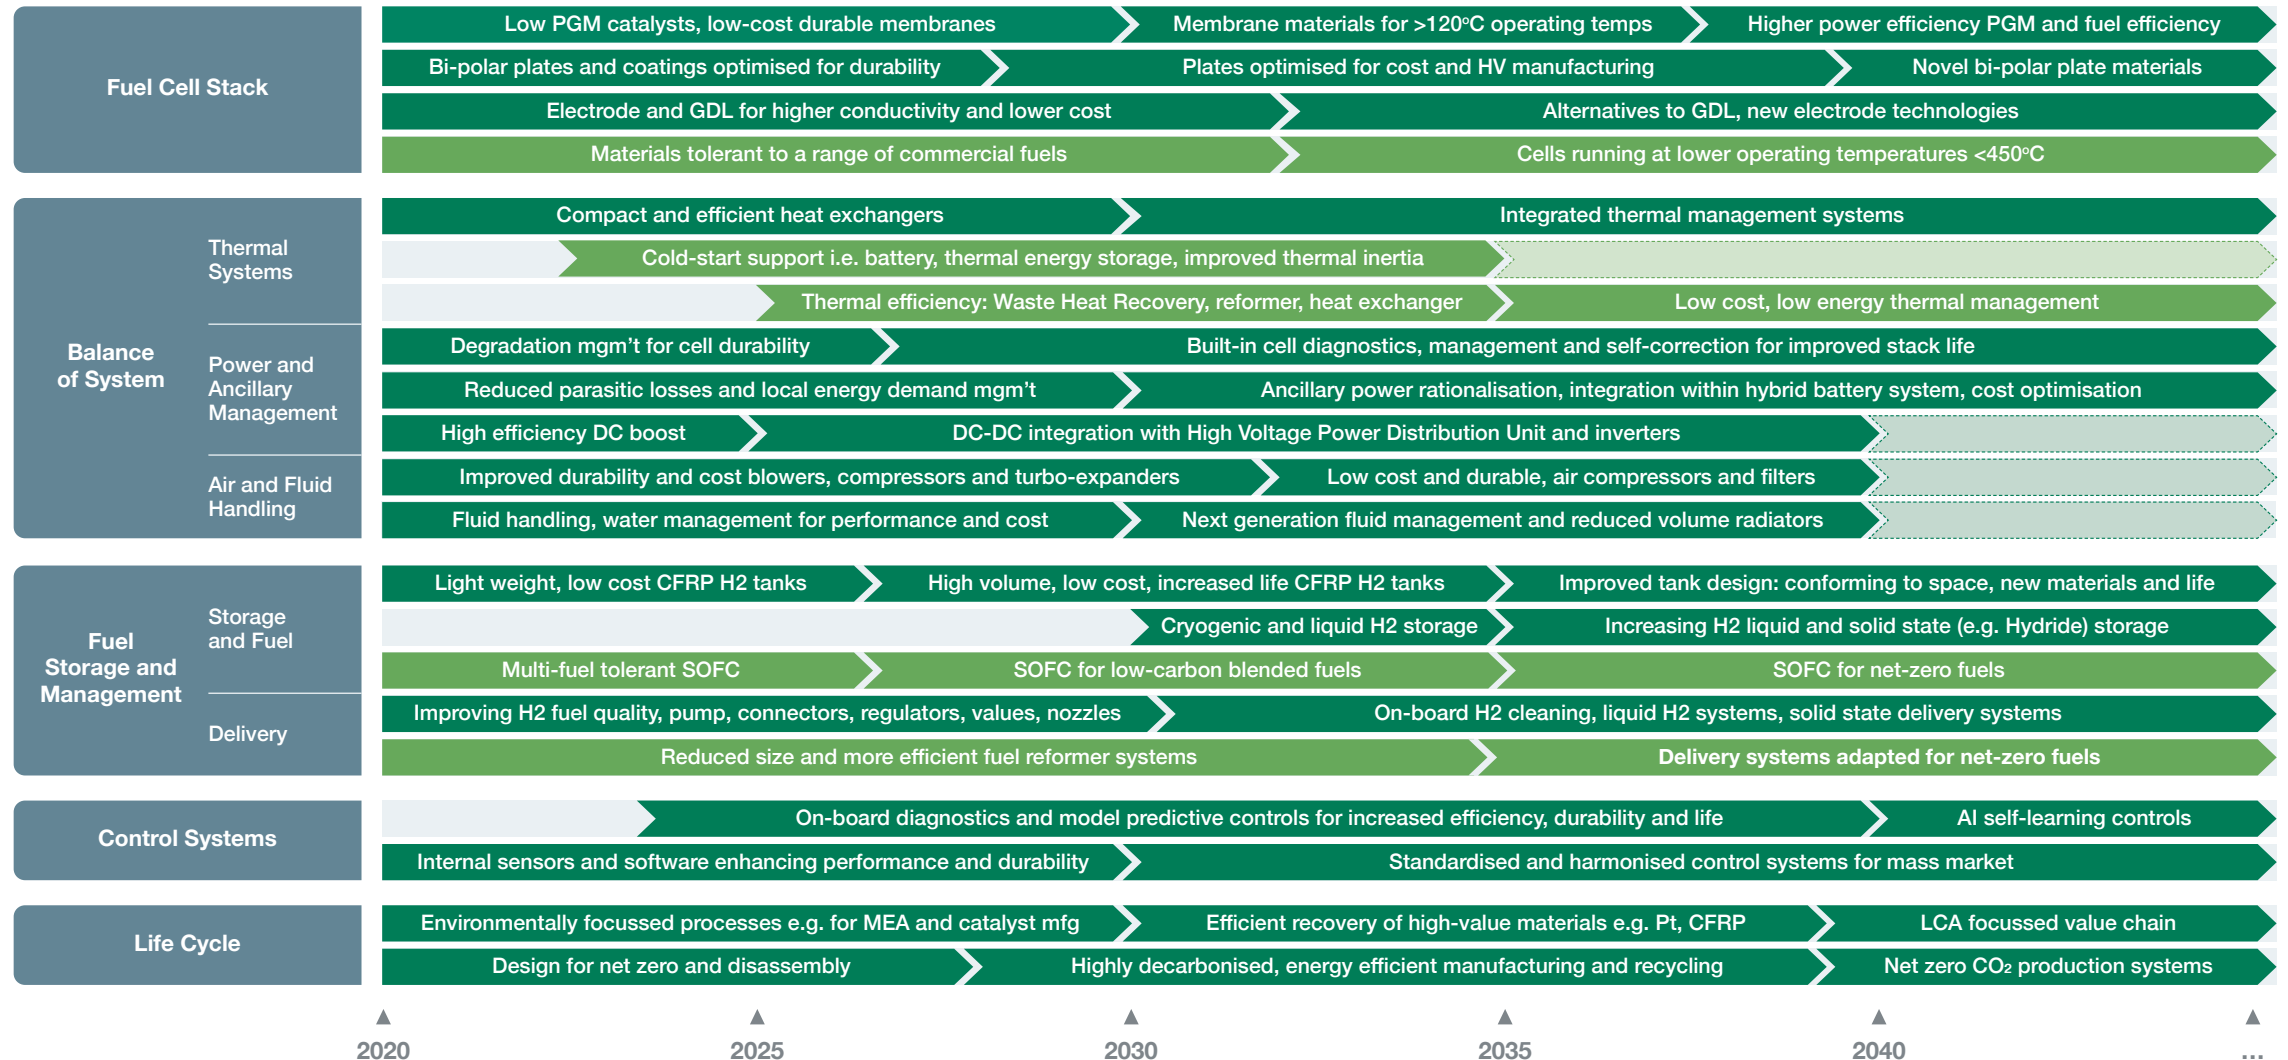 Fuel Cell Stack
Low PGM catalysts, low-cost durable membranes
Membrane materials for >120°C operating temps
Higher power efficiency PGM and fuel efficiency
Bi-polar plates and coatings optimised for durability
Plates optimised for cost and HV manufacturing
Novel bi-polar plate materials
Electrode and GDL for higher conductivity and lower cost
Alternatives to GDL, new electrode technologies
Materials tolerant to a range of commercial fuels
Cells running at lower operating temperatures <450°C
Balance
of System
Thermal
Systems
Compact and efficient heat exchangers
Integrated thermal management systems
Cold-start support i.e. battery, thermal energy storage, improved thermal inertia
Thermal efficiency: Waste Heat Recovery, reformer, heat exchanger
Low cost, low energy thermal management
Power and
Ancillary
Management
Degradation mgm't for cell durability
Built-in cell diagnostics, management and self-correction for improved stack life
Reduced parasitic losses and local energy demand mgm't
Ancillary power rationalisation, integration within hybrid battery system, cost optimisation
High efficiency DC boost
DC-DC integration with High Voltage Power Distribution Unit and inverters
Air and Fluid
Handling
Improved durability and cost blowers, compressors and turbo-expanders
Low cost and durable, air compressors and filters
Fluid handling, water management for performance and cost
Next generation fluid management and reduced volume radiators
Fuel
Storage and
Management
Storage
and Fuel
Light weight, low cost CFRP H2 tanks
High volume, low cost, increased life CFRP H2 tanks
Improved tank design: conforming to space, new materials and life
Cryogenic and liquid H2 storage
Increasing H2 liquid and solid state (e.g. Hydride) storage
Multi-fuel tolerant SOFC
SOFC for low-carbon blended fuels
SOFC for net-zero fuels
Delivery
Improving H2 fuel quality, pump, connectors, regulators, values, nozzles
On-board H2 cleaning, liquid H2 systems, solid state delivery systems
Reduced size and more efficient fuel reformer systems
Delivery systems adapted for net-zero fuels
Control Systems
On-board diagnostics and model predictive controls for increased efficiency, durability and life
AI self-learning controls
Internal sensors and software enhancing performance and durability
Standardised and harmonised control systems for mass market
Life Cycle
Environmentally focussed processes e.g. for MEA and catalyst mfg
Efficient recovery of high-value materials e.g. Pt, CFRP
LCA focussed value chain
Design for net zero and disassembly
Highly decarbonised, energy efficient manufacturing and recycling
Net zero CO₂ production systems
2020
2025
2030
2035
2040
...